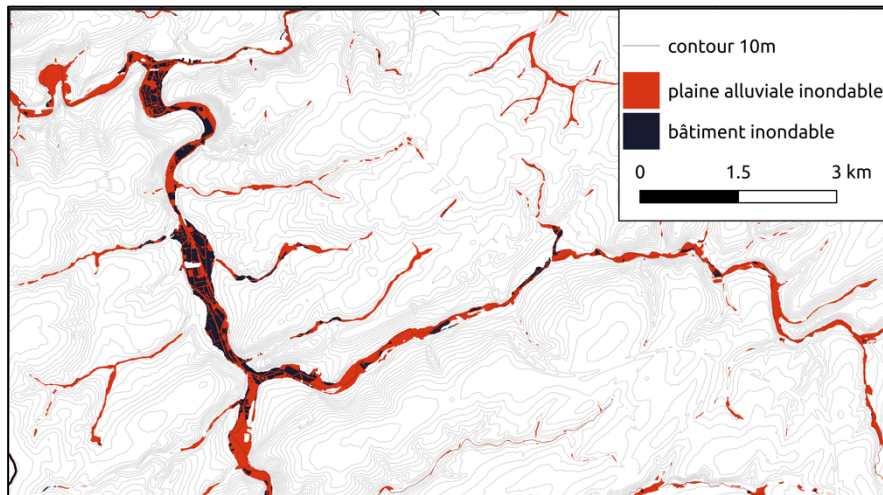 contour 10m
plaine alluviale inondable
bâtiment inondable
0 1.5 3 km